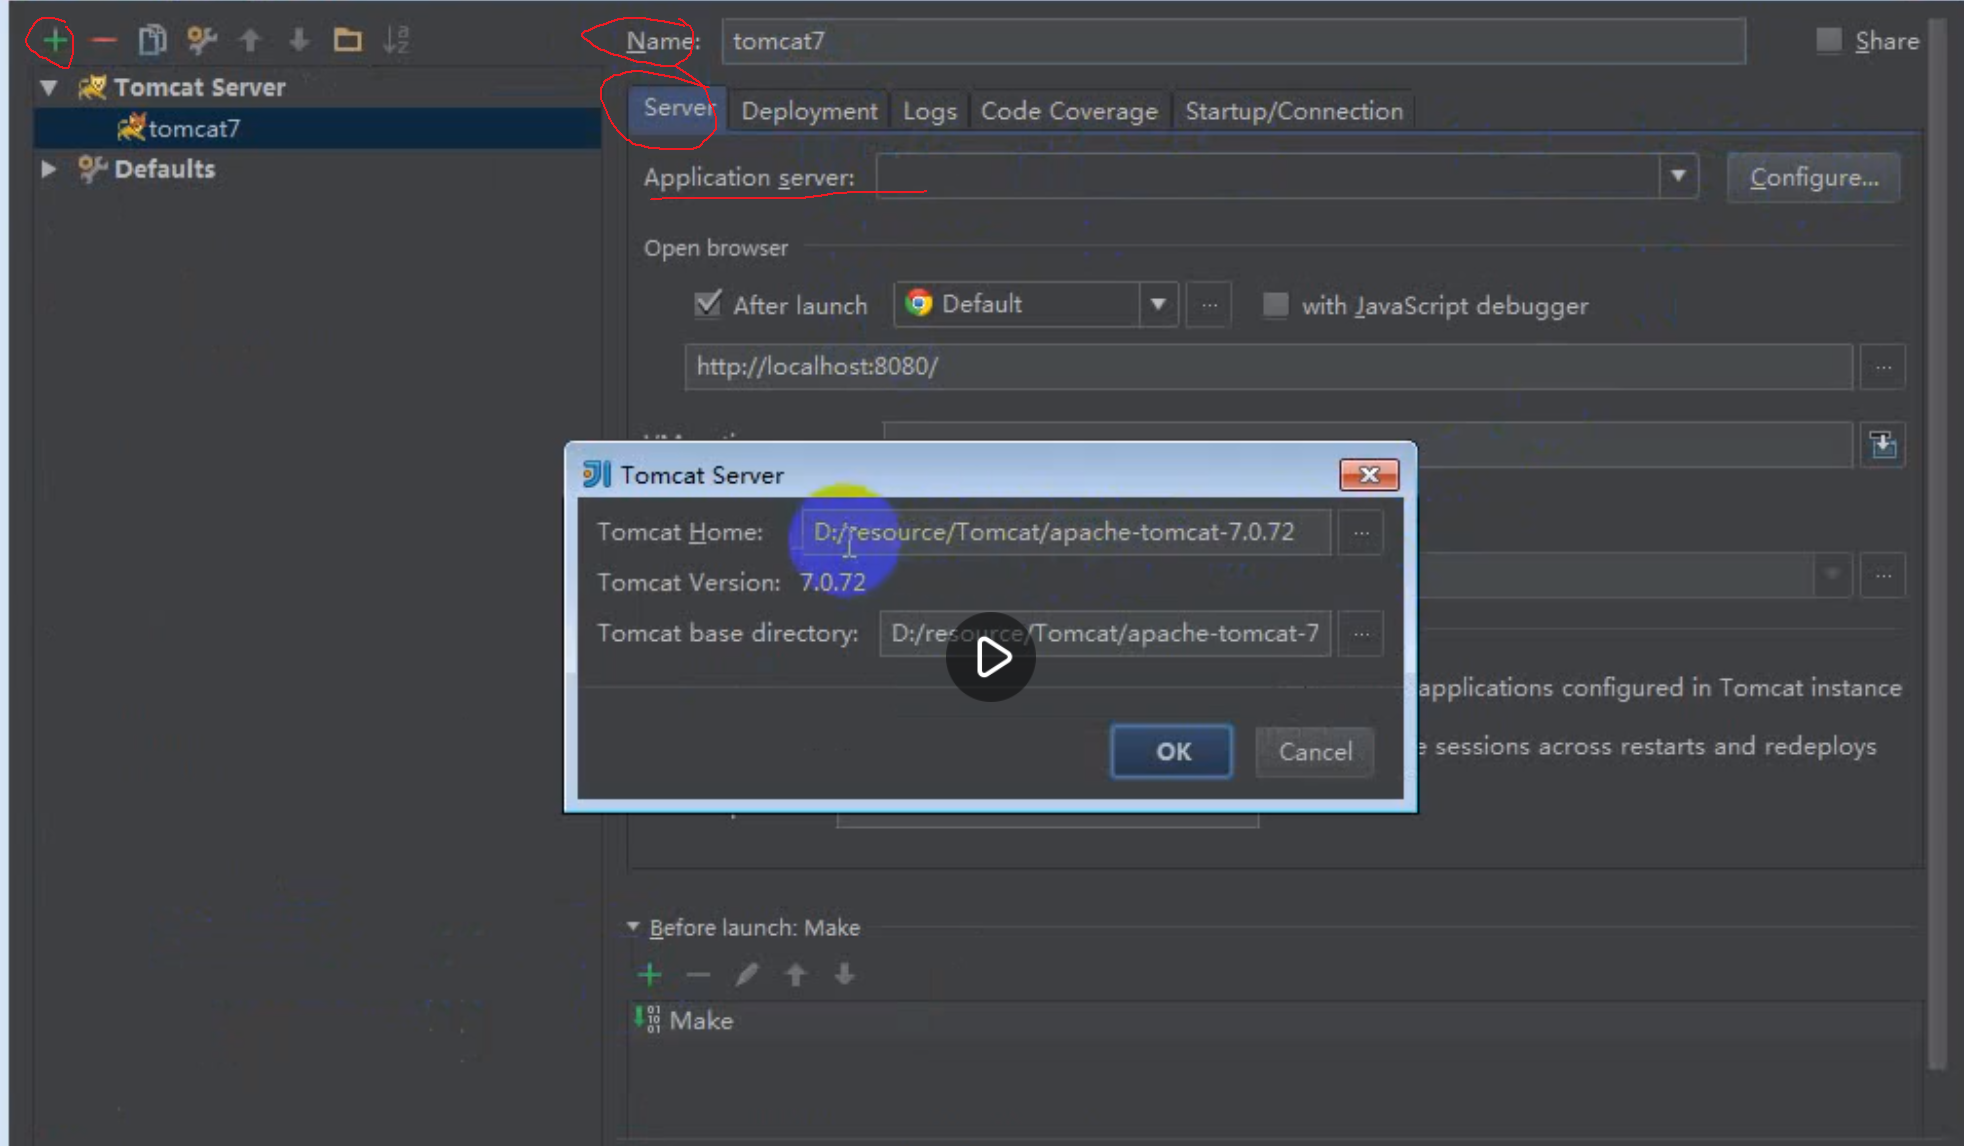 Name: tomcat7 Share
Tomcat Server
tomcat7
Defaults
Server Deployment Logs Code Coverage Startup/Connection
Application server: Configure...
Open browser
After launch Default ... with JavaScript debugger
http://localhost:8080/ ...
Tomcat Server
Tomcat Home: D:/resource/Tomcat/apache-tomcat-7.0.72 ...
Tomcat Version: 7.0.72
...
Tomcat base directory: D:/resource/Tomcat/apache-tomcat-7 ...
applications configured in Tomcat instance
OK Cancel
sessions across restarts and redeploys
Before launch: Make
Make